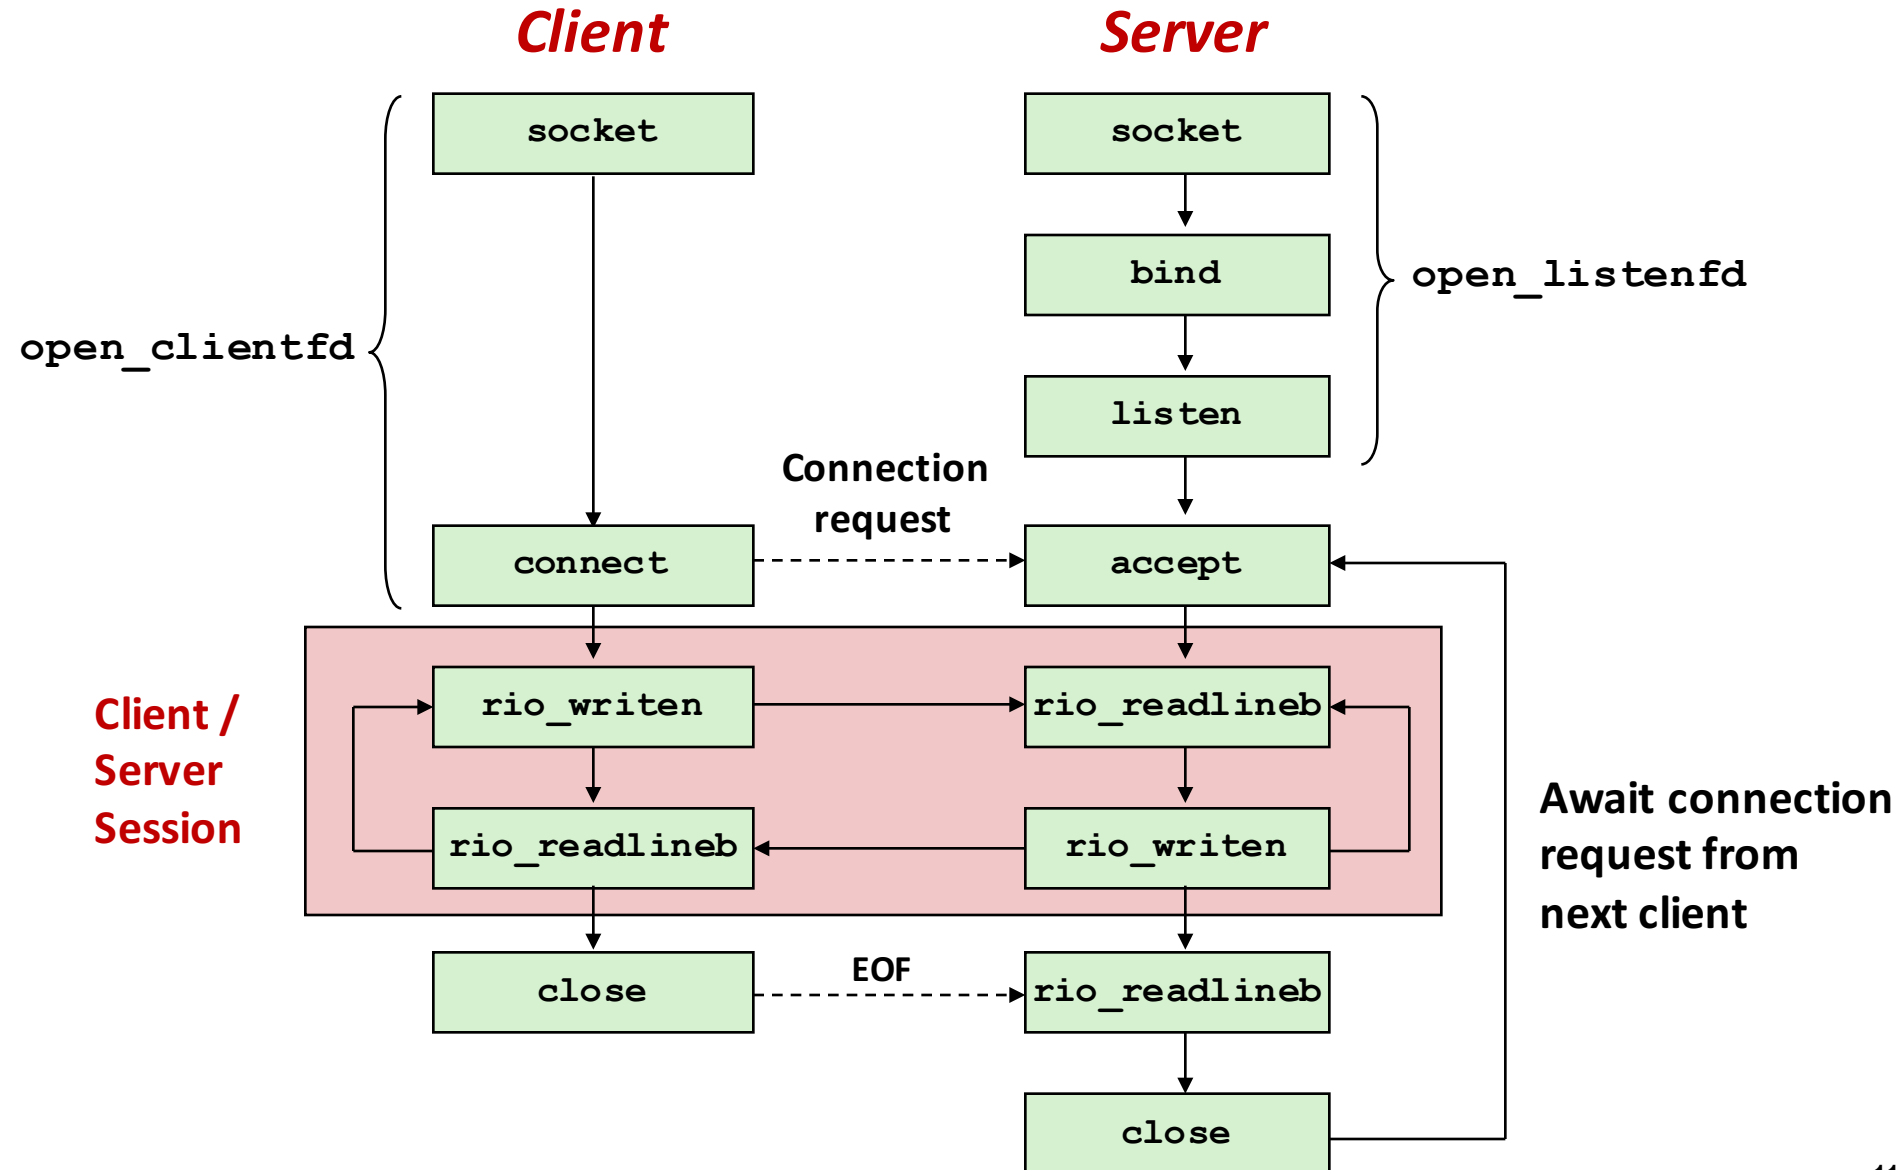 Client
Server
socket
socket
bind
open_listenfd
open_clientfd
listen
Connection
request
connect
accept
Client /
Server
Session
rio_writen
rio_readlineb
rio_readlineb
rio_writen
Await connection
request from
next client
close
EOF
rio_readlineb
close